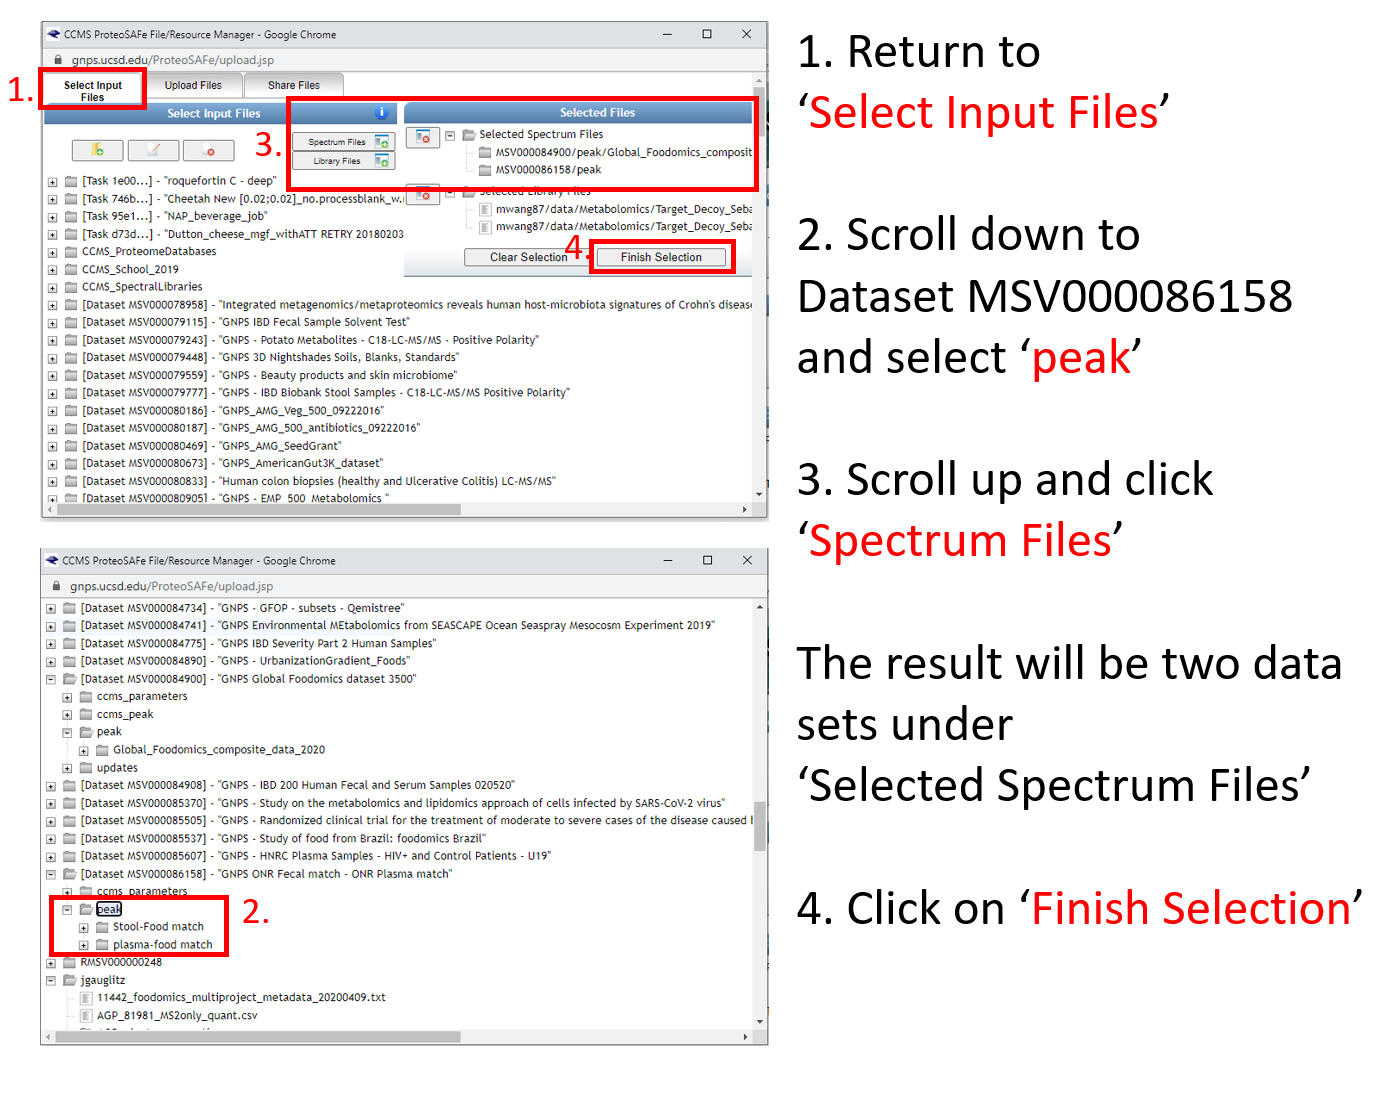 CCMS ProteoSAFe File/Resource Manager - Google Chrome
gnps.ucsd.edu/ProteoSAFe/upload.jsp
1.
Select Input Files
Upload Files
Share Files
Select Input Files
3.
Spectrum Files
Library Files
Selected Files
Selected Spectrum Files
MSV000084900/peak/Global_Foodomics_composit
MSV000086158/peak
Selected Library Files
mwang87/data/Metabolomics/Target_Decoy_Seba
mwang87/data/Metabolomics/Target_Decoy_Seba
4.
Clear Selection
Finish Selection
[Task 1e00...] - "roquefortin C - deep"
[Task 746b...] - "Cheetah New [0.02;0.02]_no.processblank_w.r
[Task 95e1...] - "NAP_beverage_job"
[Task d73d...] - "Dutton_cheese_mgf_withATT RETRY 20180203
CCMS_ProteomeDatabases
CCMS_School_2019
CCMS_SpectralLibraries
[Dataset MSV000078958] - "Integrated metagenomics/metaproteomics reveals human host-microbiota signatures of Crohn's disease
[Dataset MSV000079115] - "GNPS IBD Fecal Sample Solvent Test"
[Dataset MSV000079243] - "GNPS - Potato Metabolites - C18-LC-MS/MS - Positive Polarity"
[Dataset MSV000079448] - "GNPS 3D Nightshades Soils, Blanks, Standards"
[Dataset MSV000079559] - "GNPS - Beauty products and skin microbiome"
[Dataset MSV000079777] - "GNPS - IBD Biobank Stool Samples - C18-LC-MS/MS Positive Polarity"
[Dataset MSV000080186] - "GNPS_AMG_Veg_500_09222016"
[Dataset MSV000080187] - "GNPS_AMG_500_antibiotics_09222016"
[Dataset MSV000080469] - "GNPS_AMG_SeedGrant"
[Dataset MSV000080673] - "GNPS_AmericanGut3K_dataset"
[Dataset MSV000080833] - "Human colon biopsies (healthy and Ulcerative Colitis) LC-MS/MS"
[Dataset MSV000080905] - "GNPS - EMP_500_Metabolomics "
CCMS ProteoSAFe File/Resource Manager - Google Chrome
gnps.ucsd.edu/ProteoSAFe/upload.jsp
[Dataset MSV000084734] - "GNPS - GFOP - subsets - Qemistree"
[Dataset MSV000084741] - "GNPS Environmental MEtabolomics from SEASCAPE Ocean Seaspray Mesocosm Experiment 2019"
[Dataset MSV000084775] - "GNPS IBD Severity Part 2 Human Samples"
[Dataset MSV000084890] - "GNPS - UrbanizationGradient_Foods"
[Dataset MSV000084900] - "GNPS Global Foodomics dataset 3500"
ccms_parameters
ccms_peak
peak
Global_Foodomics_composite_data_2020
updates
[Dataset MSV000084908] - "GNPS - IBD 200 Human Fecal and Serum Samples 020520"
[Dataset MSV000085370] - "GNPS - Study on the metabolomics and lipidomics approach of cells infected by SARS-CoV-2 virus"
[Dataset MSV000085505] - "GNPS - Randomized clinical trial for the treatment of moderate to severe cases of the disease caused b
[Dataset MSV000085537] - "GNPS - Study of food from Brazil: foodomics Brazil"
[Dataset MSV000085607] - "GNPS - HNRC Plasma Samples - HIV+ and Control Patients - U19"
[Dataset MSV000086158] - "GNPS ONR Fecal match - ONR Plasma match"
ccms_parameters
peak
2.
Stool-Food match
plasma-food match
RMSV000000248
jgauglitz
11442_foodomics_multiproject_metadata_20200409.txt
AGP_81981_MS2only_quant.csv
1. Return to
‘Select Input Files’
2. Scroll down to
Dataset MSV000086158
and select ‘peak’
3. Scroll up and click
‘Spectrum Files’
The result will be two data
sets under
‘Selected Spectrum Files’
4. Click on ‘Finish Selection’